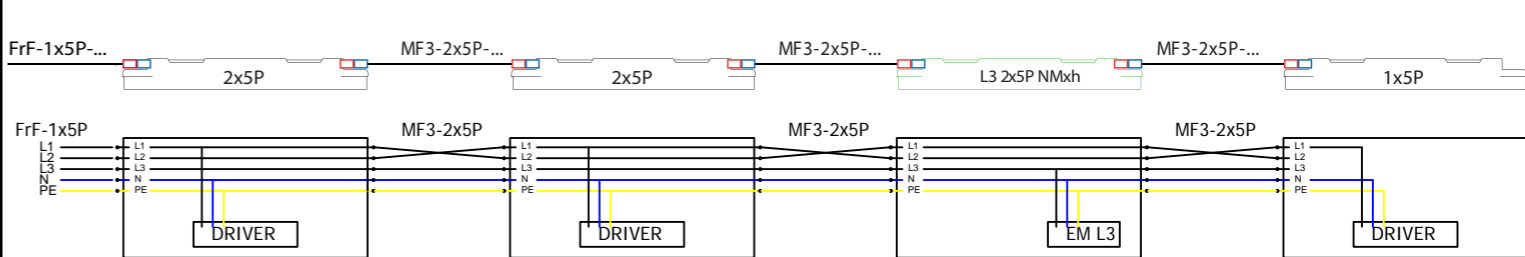 FrF-1x5P-... MF3-2x5P-... MF3-2x5P-... MF3-2x5P-...
2x5P 2x5P L3 2x5P NMxh 1x5P
FrF-1x5P MF3-2x5P MF3-2x5P MF3-2x5P
L1 L1 L1 L1 L1
L2 L2 L2 L2 L2
L3 L3 L3 L3 L3
N N N N N
PE PE PE PE PE
DRIVER DRIVER EM L3 DRIVER